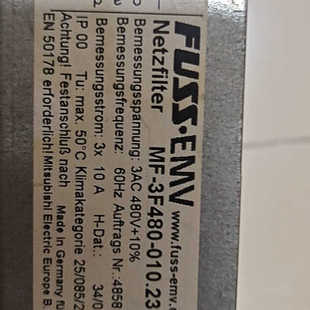 FUSS-EMV www.fuss-emv.
Netzfilter MF-3F480-010.23
Bemessungsspannung: 3AC 480V+10%
Bemessungsfrequenz: 60Hz Auftrags Nr.:4858
Bemessungsstrom: 3x 10 A H-Dat.: 34/0
IP 00 Tu: max. 50°C Klimakategorie 25/085/2
Achtung! Festanschluß nach Made in Germany fü
EN 50178 erforderlich! Mitsubishi Electric Europe B.